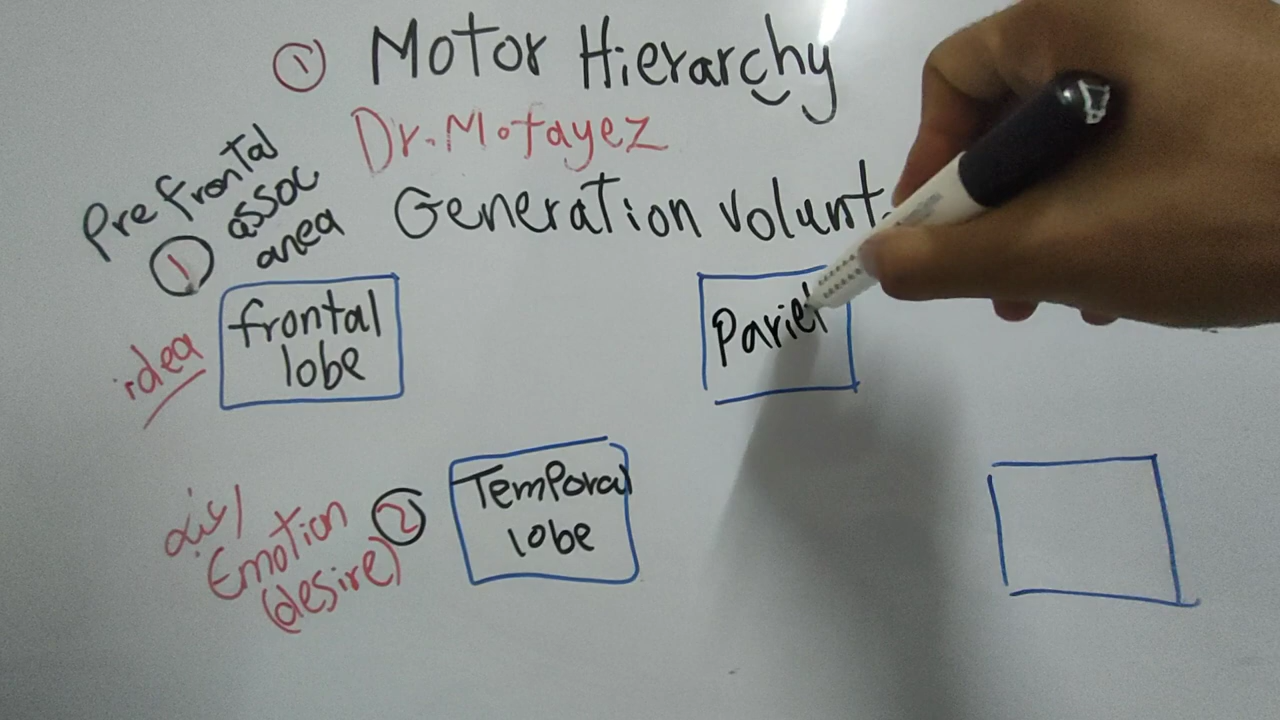 ① Motor Hierarchy
Dr. Mofayez
Prefrontal
assoc
area
①
Generation volunt
idea
frontal
lobe
Pariet
Emotion
(desire)
②
Temporal
lobe